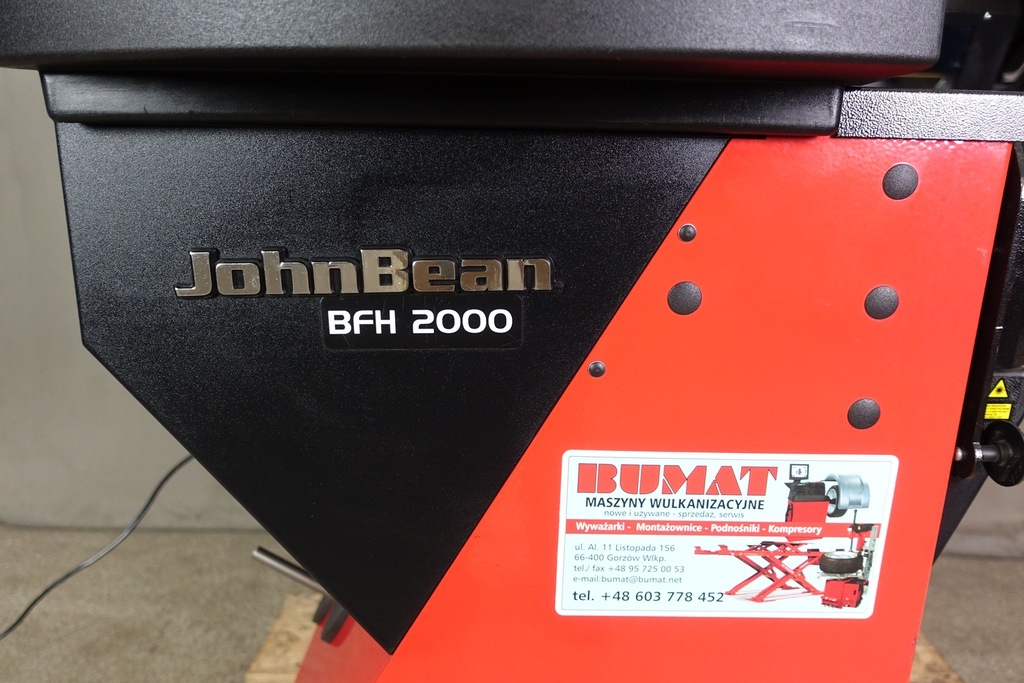 JohnBean
BFH 2000
BUMAT
MASZYNY WULKANIZACYJNE
nowe i używane - sprzedaż, serwis
Wyważarki - Montażownice - Podnośniki - Kompresory
ul. Al. 11 Listopada 156
66-400 Gorzów Wlkp.
tel./ fax +48 95 725 00 53
e-mail:bumat@bumat.net
tel. +48 603 778 452